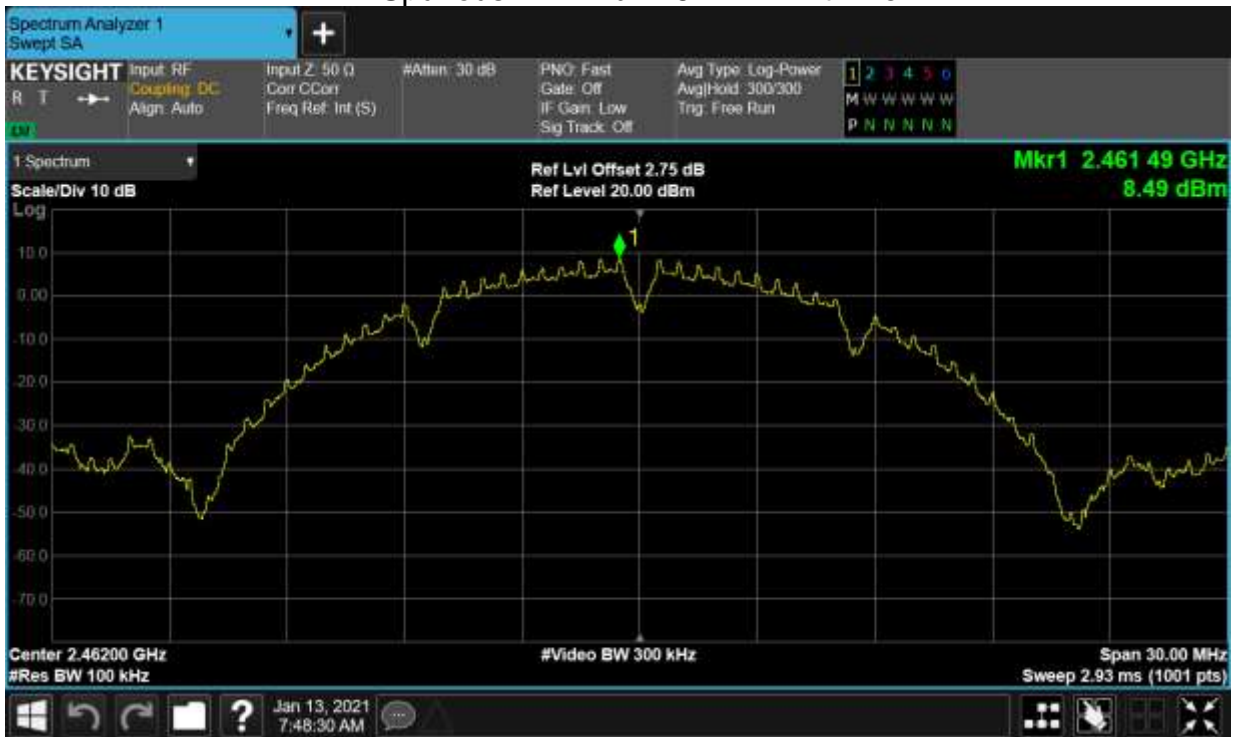 Spectrum Analyzer 1
Swept SA
+
KEYSIGHT
R T
Input: RF
Coupling: DC
Align: Auto
Input Z: 50 Ω
Corr CCorr
Freq Ref: Int (S)
#Atten: 30 dB
PNO: Fast
Gate: Off
IF Gain: Low
Sig Track: Off
Avg Type: Log-Power
Avg|Hold: 300/300
Trig: Free Run
1 2 3 4 5 6
M W W W W W
P N N N N N
1 Spectrum
Scale/Div 10 dB
Log
Ref Lvl Offset 2.75 dB
Ref Level 20.00 dBm
Mkr1 2.461 49 GHz
8.49 dBm
1
10.0
0.00
-10.0
-20.0
-30.0
-40.0
-50.0
-60.0
-70.0
Center 2.46200 GHz
#Res BW 100 kHz
#Video BW 300 kHz
Span 30.00 MHz
Sweep 2.93 ms (1001 pts)
?
Jan 13, 2021
7:48:30 AM